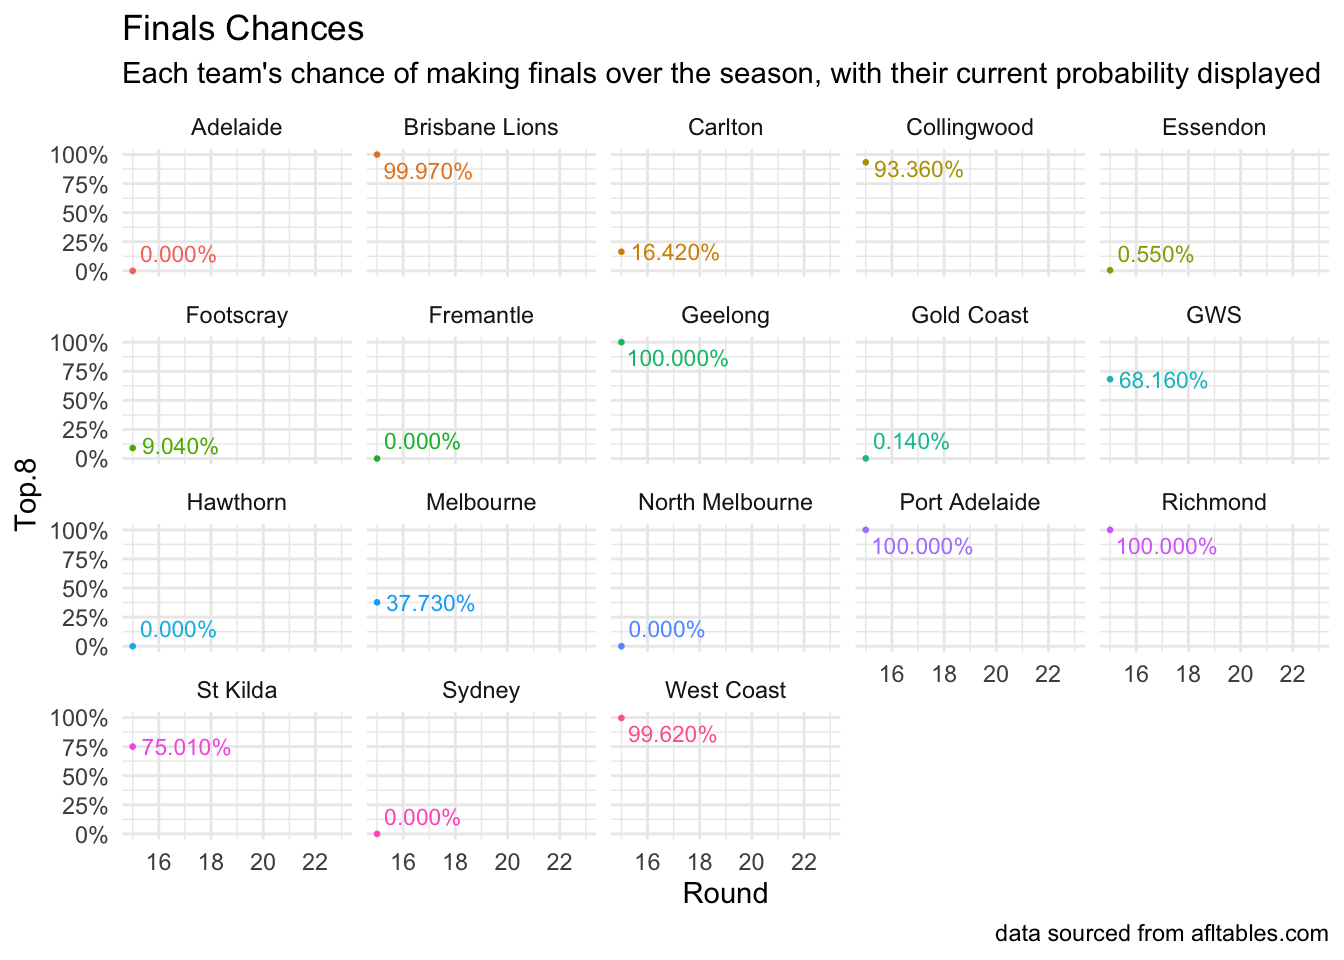 Finals Chances
Each team's chance of making finals over the season, with their current probability displayed
Adelaide Brisbane Lions Carlton Collingwood Essendon
100%
75%
50%
25%
0%
0.000% 99.970% 16.420% 93.360% 0.550%
Footscray Fremantle Geelong Gold Coast GWS
100%
75%
50%
25%
0%
9.040% 0.000% 100.000% 0.140% 68.160%
Top.8
Hawthorn Melbourne North Melbourne Port Adelaide Richmond
100%
75%
50%
25%
0%
0.000% 37.730% 0.000% 100.000% 100.000%
16 18 20 22 16 18 20 22
St Kilda Sydney West Coast
100%
75%
50%
25%
0%
75.010% 0.000% 99.620%
16 18 20 22 16 18 20 22 16 18 20 22
Round
data sourced from afltables.com